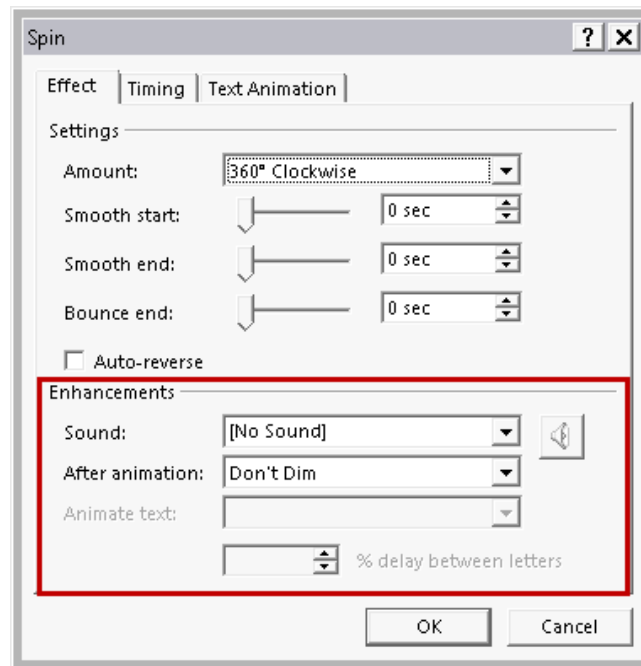 Spin ?
Effect Timing Text Animation
Settings
Amount: 360° Clockwise
Smooth start: 0 sec
Smooth end: 0 sec
Bounce end: 0 sec
Auto-reverse
Enhancements
Sound: [No Sound]
After animation: Don't Dim
Animate text:
% delay between letters
OK Cancel